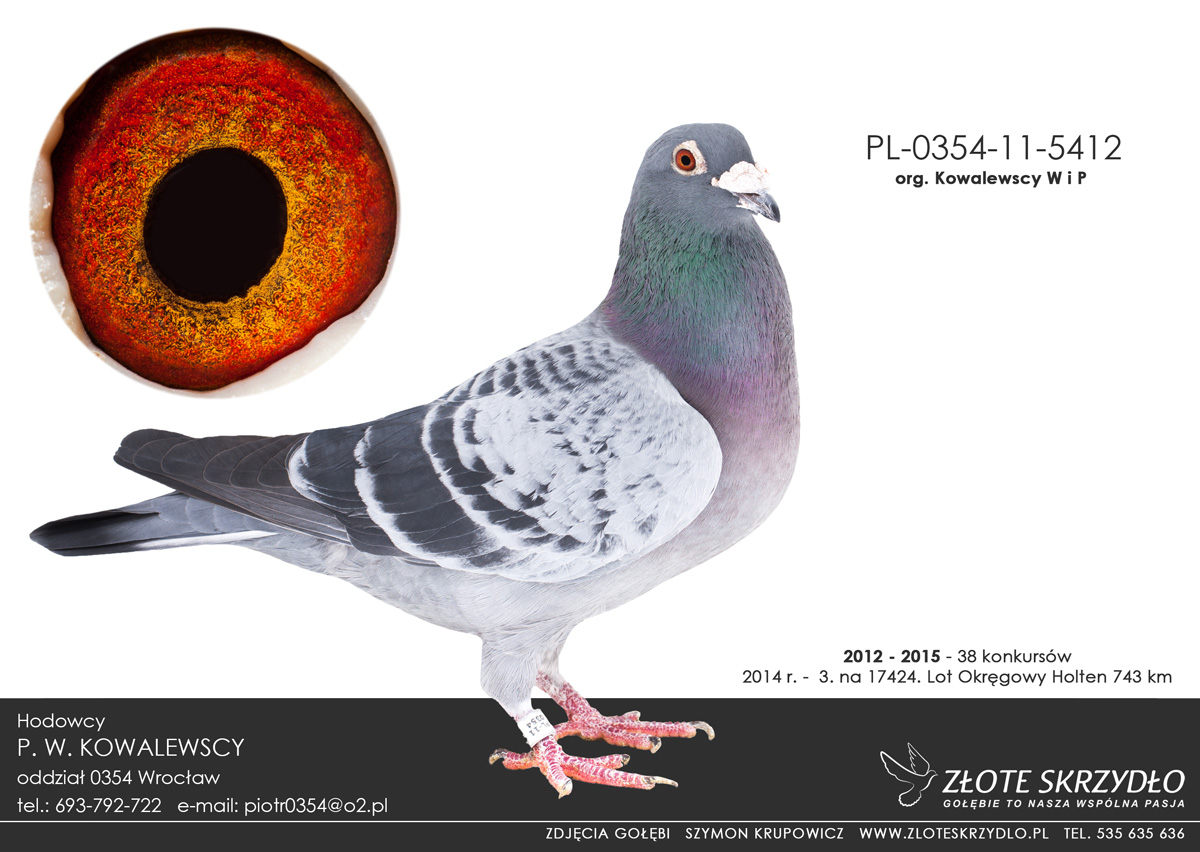 PL-0354-11-5412
org. Kowalewscy W i P
2012 - 2015 - 38 konkursów
2014 r. -  3. na 17424. Lot Okręgowy Holten 743 km
Hodowcy
P. W. KOWALEWSCY
oddział 0354 Wrocław
tel.: 693-792-722   e-mail: piotr0354@o2.pl
ZŁOTE SKRZYDŁO
GOŁĘBIE TO NASZA WSPÓLNA PASJA
ZDJĘCIA GOŁĘBI   SZYMON KRUPOWICZ   WWW.ZLOTESKRZYDLO.PL   TEL. 535 635 636